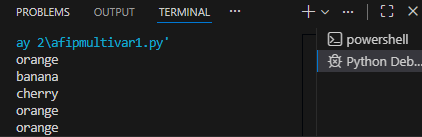 PROBLEMS OUTPUT TERMINAL
ay 2\afipmultivar1.py'
orange
banana
cherry
orange
orange
powershell
Python Deb...